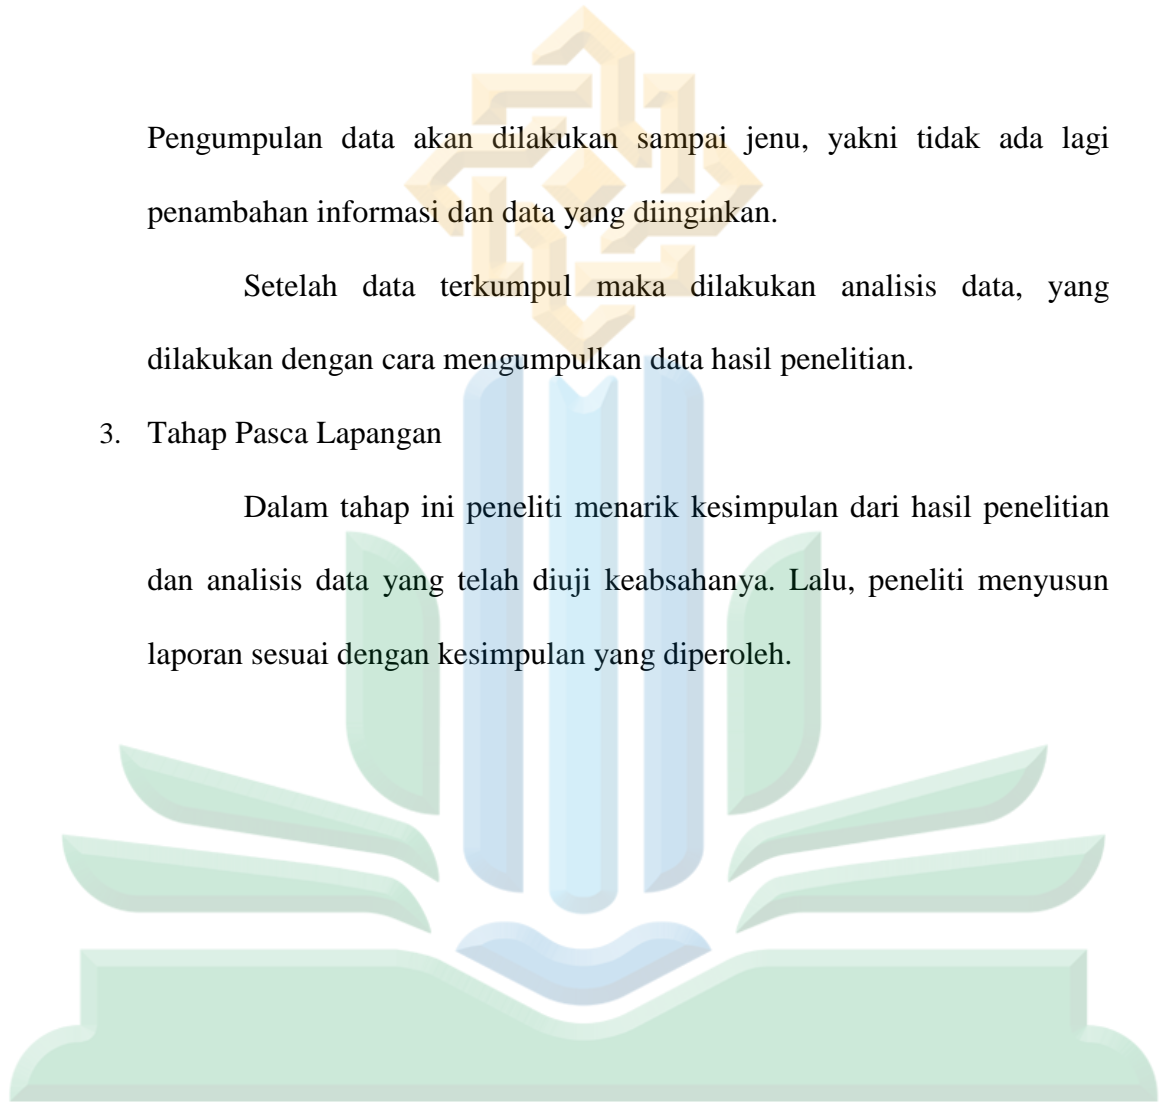 Pengumpulan data akan dilakukan sampai jenu, yakni tidak ada lagi
penambahan informasi dan data yang diinginkan.
Setelah data terkumpul maka dilakukan analisis data, yang
dilakukan dengan cara mengumpulkan data hasil penelitian.
3. Tahap Pasca Lapangan
Dalam tahap ini peneliti menarik kesimpulan dari hasil penelitian
dan analisis data yang telah diuji keabsahanya. Lalu, peneliti menyusun
laporan sesuai dengan kesimpulan yang diperoleh.